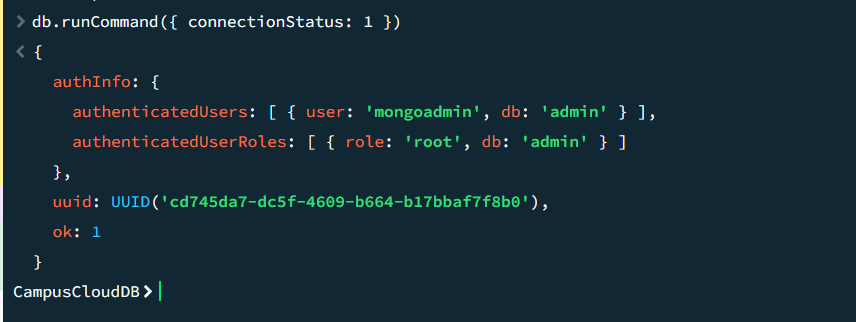 > db.runCommand({ connectionStatus: 1 })
< {
    authInfo: {
      authenticatedUsers: [ { user: 'mongoadmin', db: 'admin' } ],
      authenticatedUserRoles: [ { role: 'root', db: 'admin' } ]
    },
    uuid: UUID('cd745da7-dc5f-4609-b664-b17bbaf7f8b0'),
    ok: 1
  }
CampusCloudDB>